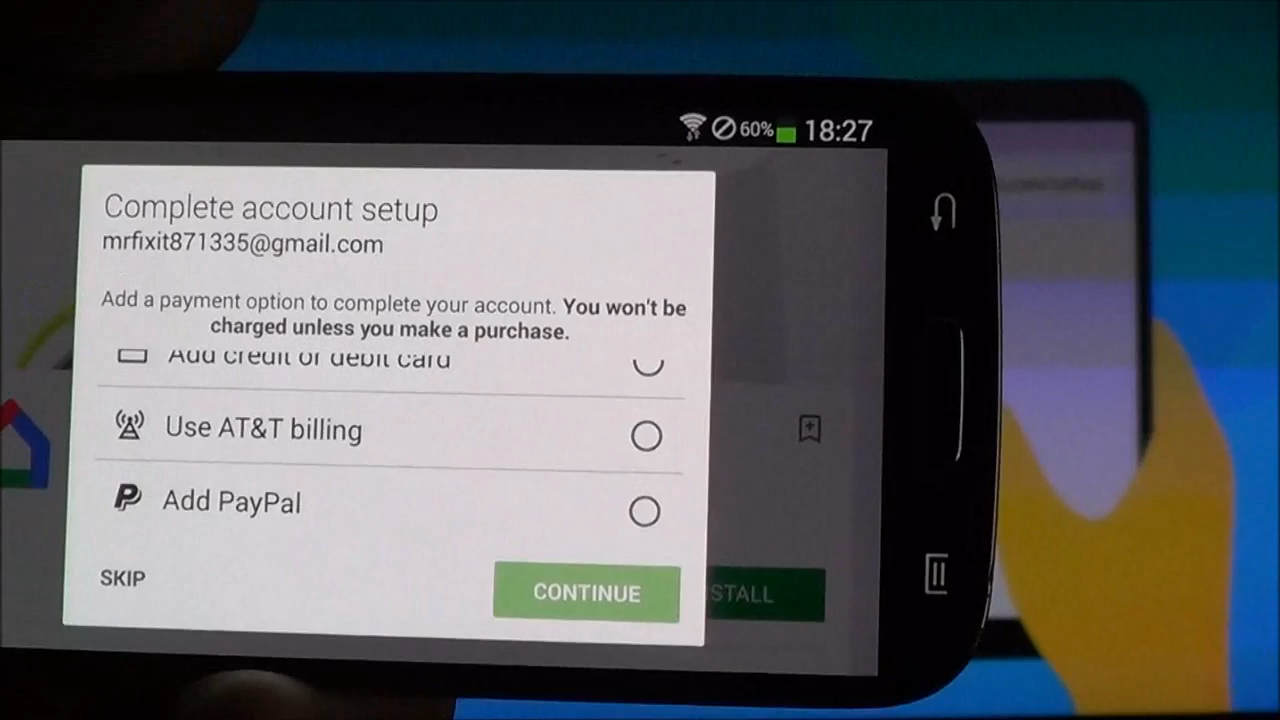 60% 18:27
Complete account setup
mrfixit871335@gmail.com
Add a payment option to complete your account. You won't be
charged unless you make a purchase.
Add credit or debit card
Use AT&T billing
Add PayPal
SKIP
CONTINUE
STALL